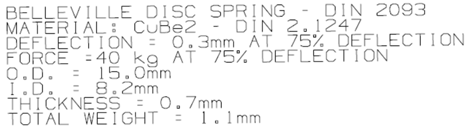 BELLEVILLE DISC SPRING - DIN 2093
MATERIAL: CuBe2 - DIN 2.1247
DEFLECTION = 0.3mm AT 75% DEFLECTION
FORCE =40 kg AT 75% DEFLECTION
O.D. = 15.0mm
I.D. = 8.2mm
THICKNESS = 0.7mm
TOTAL WEIGHT = 1.1mm